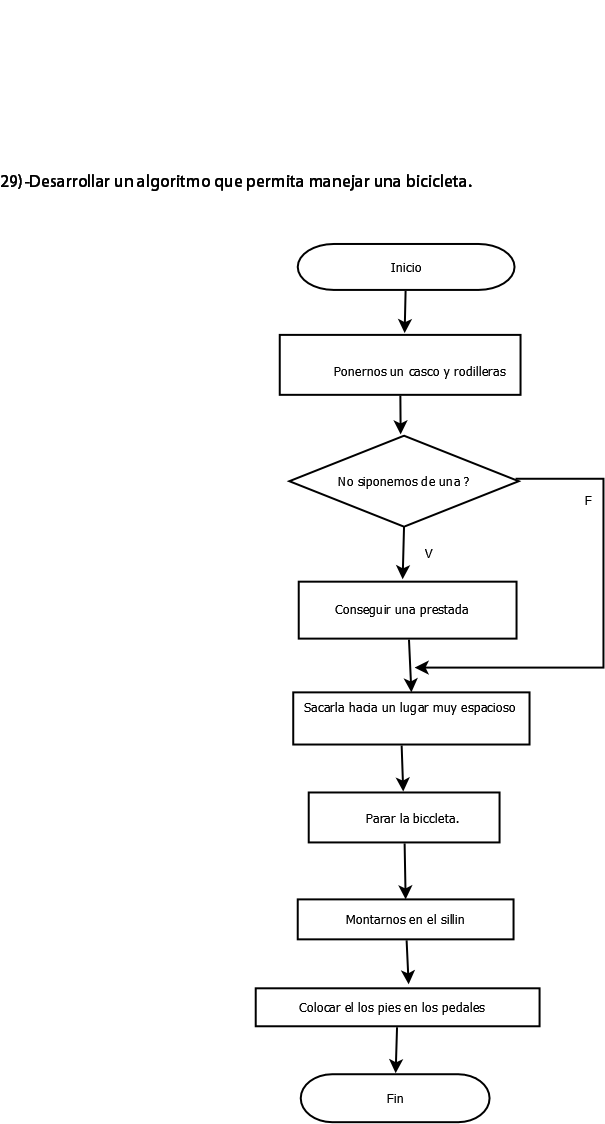 29)-Desarrollar un algoritmo que permita manejar una bicicleta.
Inicio
Ponernos un casco y rodilleras
No siponemos de una ?
F
V
Conseguir una prestada
Sacarla hacia un lugar muy espacioso
Parar la biccleta.
Montarnos en el sillin
Colocar el los pies en los pedales
Fin